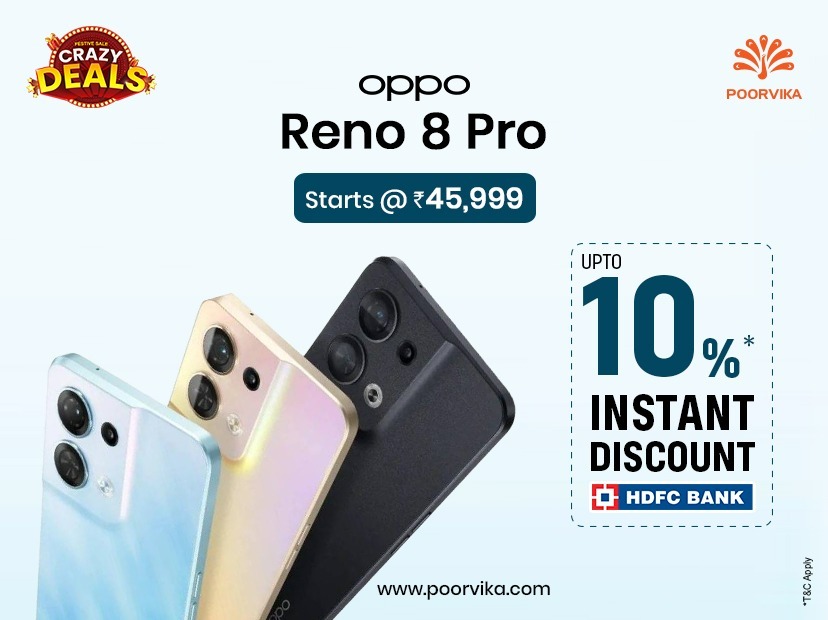 FESTIVE SALE
CRAZY
DEALS
POORVIKA
oppo
Reno 8 Pro
Starts @ ₹45,999
UPTO
10%*
INSTANT
DISCOUNT
HDFC BANK
oppo
www.poorvika.com
*T&C Apply